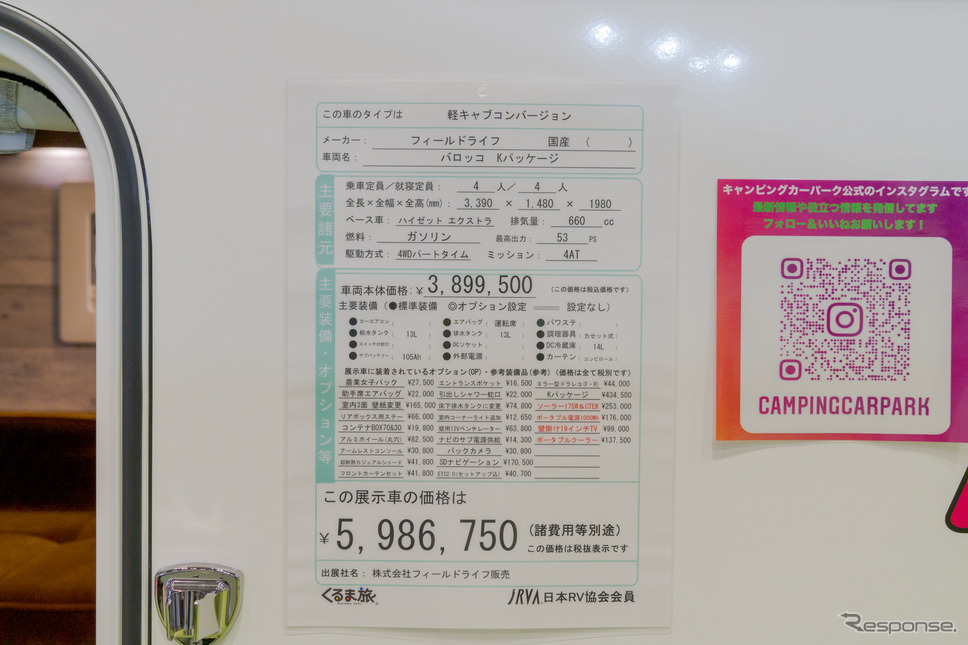 この車のタイプは 軽キャブコンバージョン
メーカー： フィールドライフ 国産 （ ）
車両名： バロッコ Kパッケージ
主要諸元
乗車定員／就寝定員： 4 人／ 4 人
全長×全幅×全高(mm)： 3,390 × 1,480 × 1980
ベース車： ハイゼット エクストラ 排気量： 660 cc
燃料： ガソリン 最高出力： 53 PS
駆動方式： 4WDパートタイム ミッション： 4AT
主要装備・オプション等
車両本体価格：¥ 3,899,500 （この価格は税込価格です）
主要装備（●標準装備 ◎オプション設定 ── 設定なし）
●カーエアコン ●エアバッグ： 運転席 ●パワステ
●給水タンク 13L ●排水タンク： 13L ●調理器具： カセット式
●DCソケット ●DC冷蔵庫 14L
●サブバッテリー 105Ah ●外部電源 ●カーテン
展示車に装着されているオプション(OP)・参考装備品(参考)（価格は全て税別です）
農業女子パック ¥27,500 エントランスポケット ¥16,500 ミラー型ドラレコ(F・R) ¥44,000
助手席エアバッグ ¥22,000 引出しシャワー蛇口 ¥22,000 Kパッケージ ¥434,500
室内3面 壁紙変更 ¥165,000 床下排水タンクに変更 ¥74,800 ソーラー175W&CTEK ¥253,000
リアボックス用ステー ¥66,000 室内コーナーライト追加 ¥12,650 ポータブル電源1000Wh ¥176,000
コンテナBOX70&30 ¥19,800 壁用12Vベンチレーター ¥63,800 壁掛け19インチTV ¥99,000
アルミホイール(丸穴) ¥82,500 ナビのサブ電源供給 ¥14,300 ポータブルクーラー ¥137,500
アームレストコンソール ¥30,800 バックカメラ ¥30,800
超断熱カジュアルシェード ¥41,800 SDナビゲーション ¥170,500
フロントカーテンセット ¥41,800 ETC2.0(セットアップ込) ¥40,700
この展示車の価格は
¥ 5,986,750 （諸費用等別途）
この価格は税抜表示です
出展社名： 株式会社フィールドライフ販売
くるま旅 JRVA 日本RV協会会員
キャンピングカーパーク公式のインスタグラムです
最新情報や役立つ情報を発信してます
フォロー＆いいねお願いします！
CAMPINGCARPARK
Response.